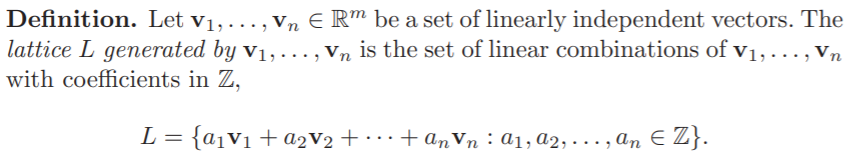 Definition. Let v₁, . . . , vₙ ∈ ℝᵐ be a set of linearly independent vectors. The
lattice L generated by v₁, . . . , vₙ is the set of linear combinations of v₁, . . . , vₙ
with coefficients in ℤ,
L = {a₁v₁ + a₂v₂ + · · · + aₙvₙ : a₁, a₂, . . . , aₙ ∈ ℤ}.